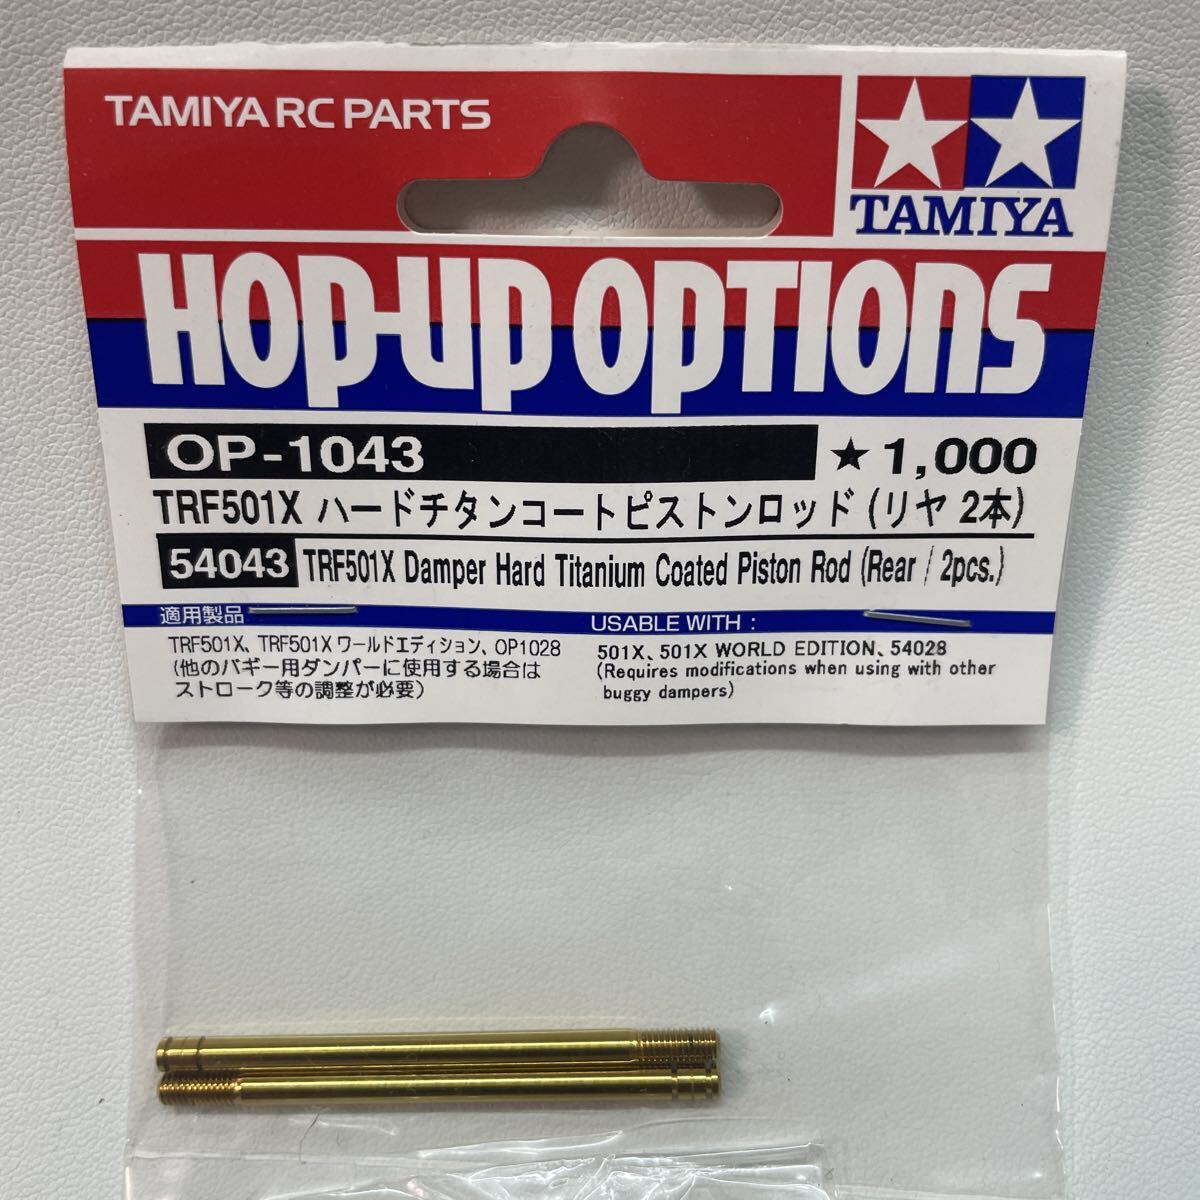 TAMIYA RC PARTS
TAMIYA
HOP-UP OPTIONS
OP-1043 ★1,000
TRF501X ハードチタンコートピストンロッド (リヤ 2本)
54043 TRF501X Damper Hard Titanium Coated Piston Rod (Rear / 2pcs.)
適用製品
TRF501X、TRF501X ワールドエディション、OP1028
(他のバギー用ダンパーに使用する場合は
ストローク等の調整が必要)
USABLE WITH :
501X、501X WORLD EDITION、54028
(Requires modifications when using with other
buggy dampers)